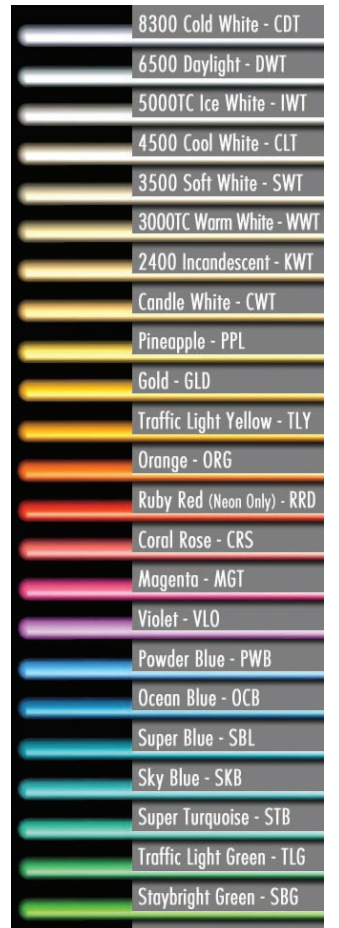 8300 Cold White - CDT
6500 Daylight - DWT
5000TC Ice White - IWT
4500 Cool White - CLT
3500 Soft White - SWT
3000TC Warm White - WWT
2400 Incandescent - KWT
Candle White - CWT
Pineapple - PPL
Gold - GLD
Traffic Light Yellow - TLY
Orange - ORG
Ruby Red (Neon Only) - RRD
Coral Rose - CRS
Magenta - MGT
Violet - VLO
Powder Blue - PWB
Ocean Blue - OCB
Super Blue - SBL
Sky Blue - SKB
Super Turquoise - STB
Traffic Light Green - TLG
Staybright Green - SBG